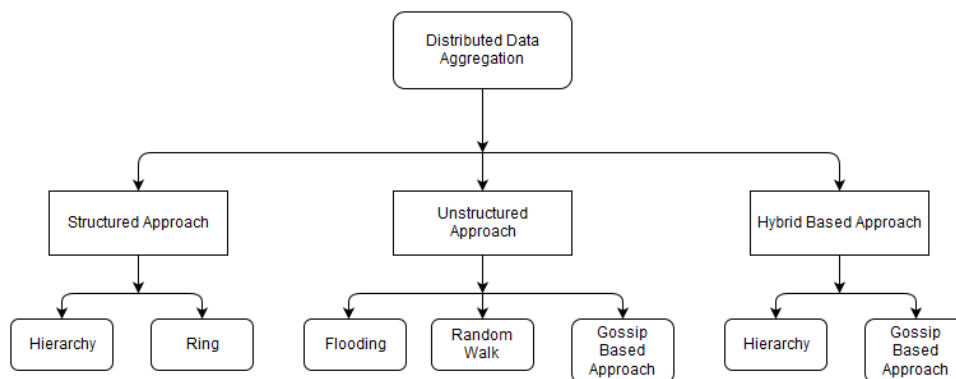 Distributed Data
Aggregation
Structured Approach
Unstructured
Approach
Hybrid Based Approach
Hierarchy
Ring
Flooding
Random
Walk
Gossip
Based
Approach
Hierarchy
Gossip
Based
Approach